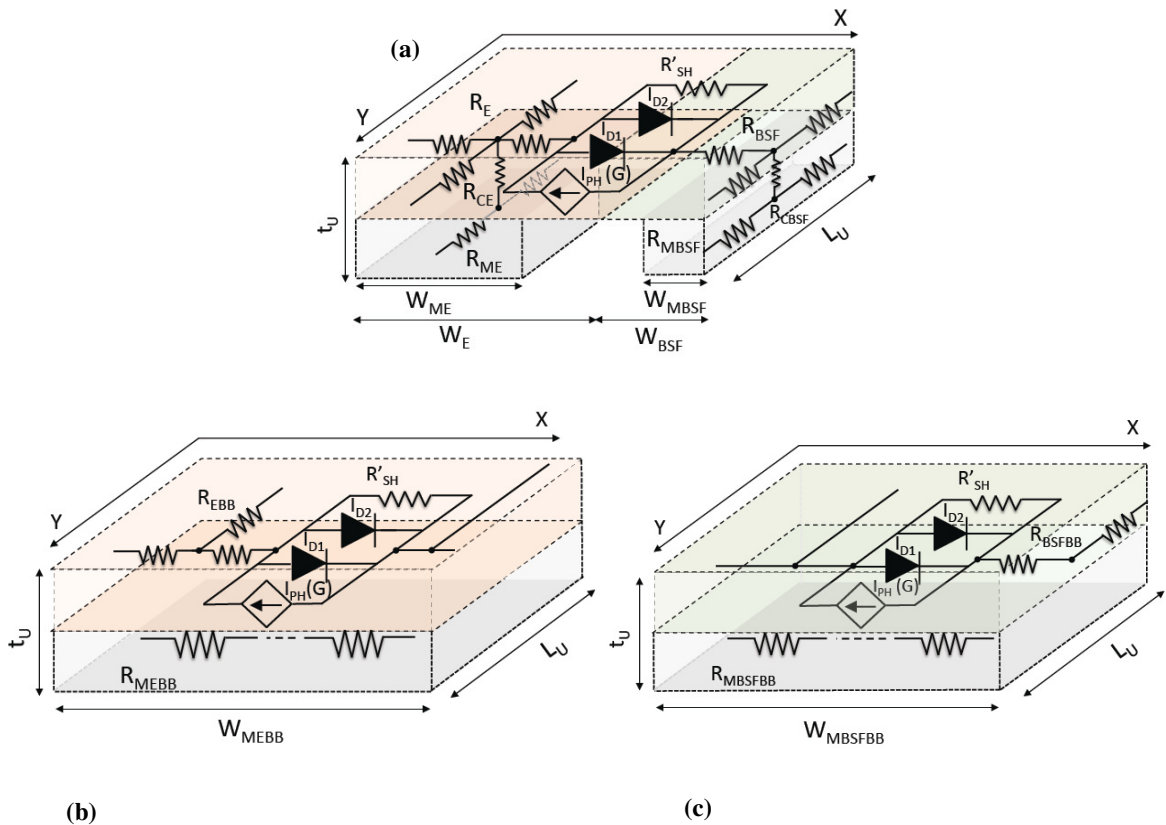 (a)
X
Y
R'SH
RE
ID2
ID1
RBSF
IPH (G)
RCE
RCBSF
tU
RME
RMBSF
LU
WME
WMBSF
WE
WBSF
X
Y
R'SH
REBB
ID2
ID1
IPH (G)
tU
RMEBB
LU
WMEBB
(b)
X
Y
R'SH
ID2
ID1
RBSFBB
IPH (G)
tU
RMBSFBB
LU
WMBSFBB
(c)